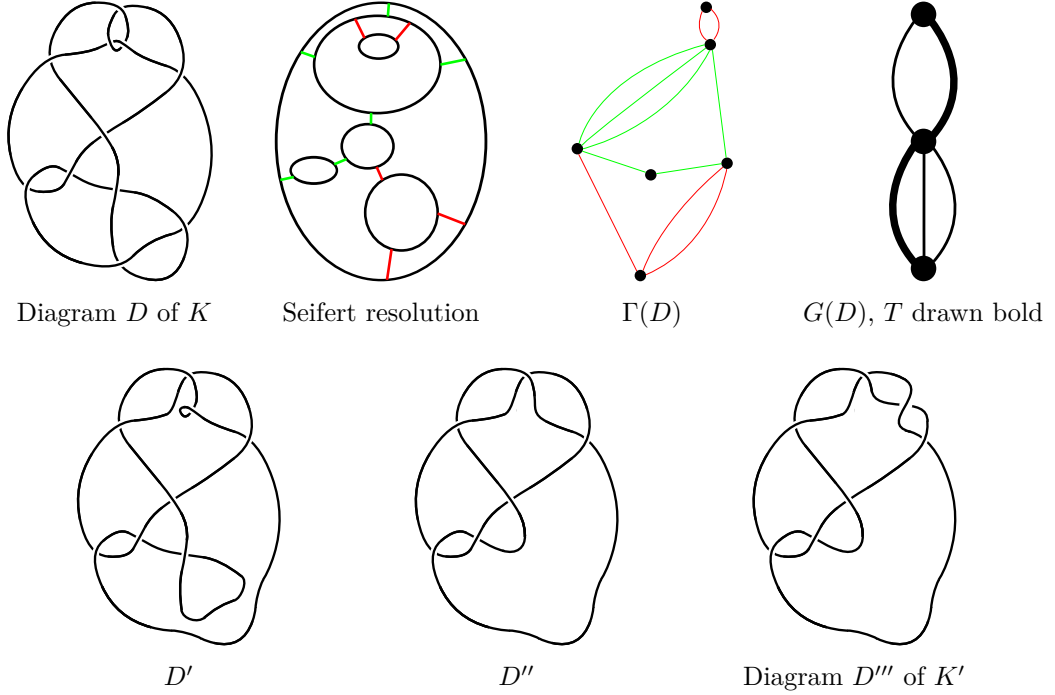 Diagram D of K
Seifert resolution
Γ(D)
G(D), T drawn bold
D′
D″
Diagram D‴ of K′